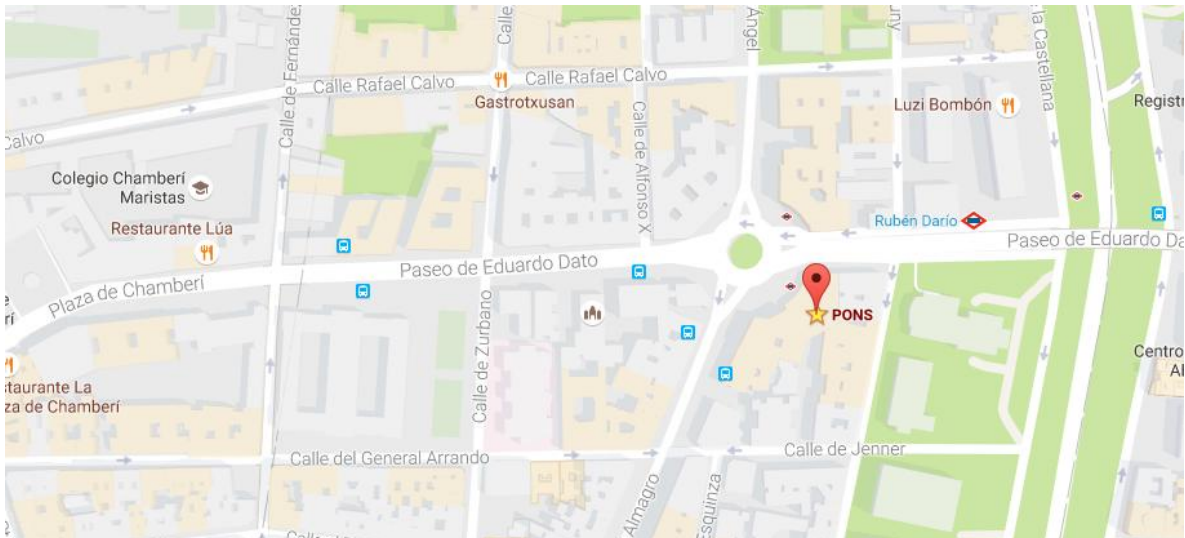 Calle de Fernánde
Calle
Angel
uny
e la Castellana
Calle Rafael Calvo
Calle Rafael Calvo
Gastrotxusan
Luzi Bombón
Registr
Calvo
Calle de Alfonso X
Colegio Chamberí
Maristas
Restaurante Lúa
Rubén Darío
Paseo de Eduardo Da
Paseo de Eduardo Dato
Plaza de Chamberí
PONS
Calle de Zurbano
Centro
Al
staurante La
za de Chamberí
Calle de Jenner
Calle del General Arrando
Almagro
Esquinza